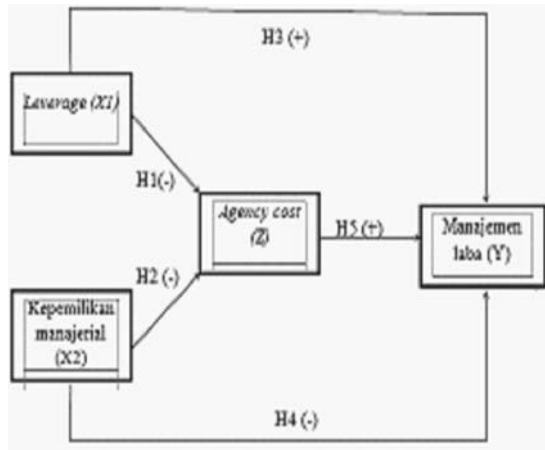 H3 (+)
Leverage (X1)
H1(-)
Agency cost
(Z)
H5 (+)
Manajemen
laba (Y)
H2 (-)
Kepemilikan
manajerial
(X2)
H4 (-)